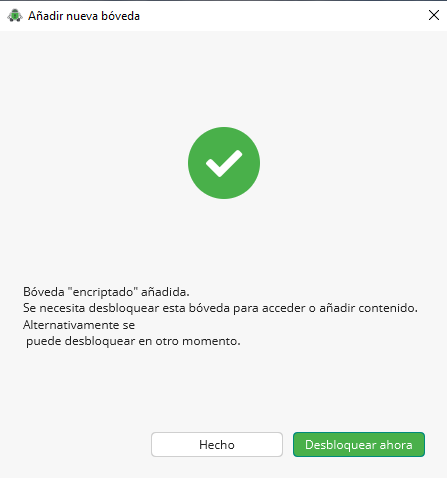 Añadir nueva bóveda
Bóveda "encriptado" añadida.
Se necesita desbloquear esta bóveda para acceder o añadir contenido.
Alternativamente se
puede desbloquear en otro momento.
Hecho
Desbloquear ahora